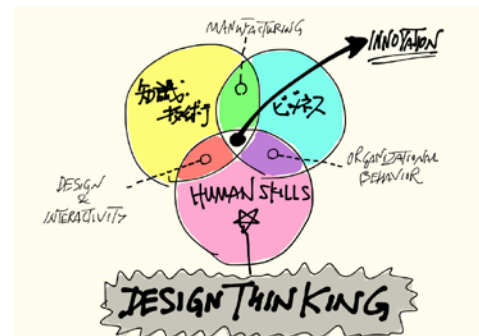 MANUFACTURING
INNOVATION
知識・
技術
ビジネス
DESIGN
&
INTERACTIVITY
ORGANIZATIONAL
BEHAVIOR
HUMAN SKILLS
DESIGN THINKING